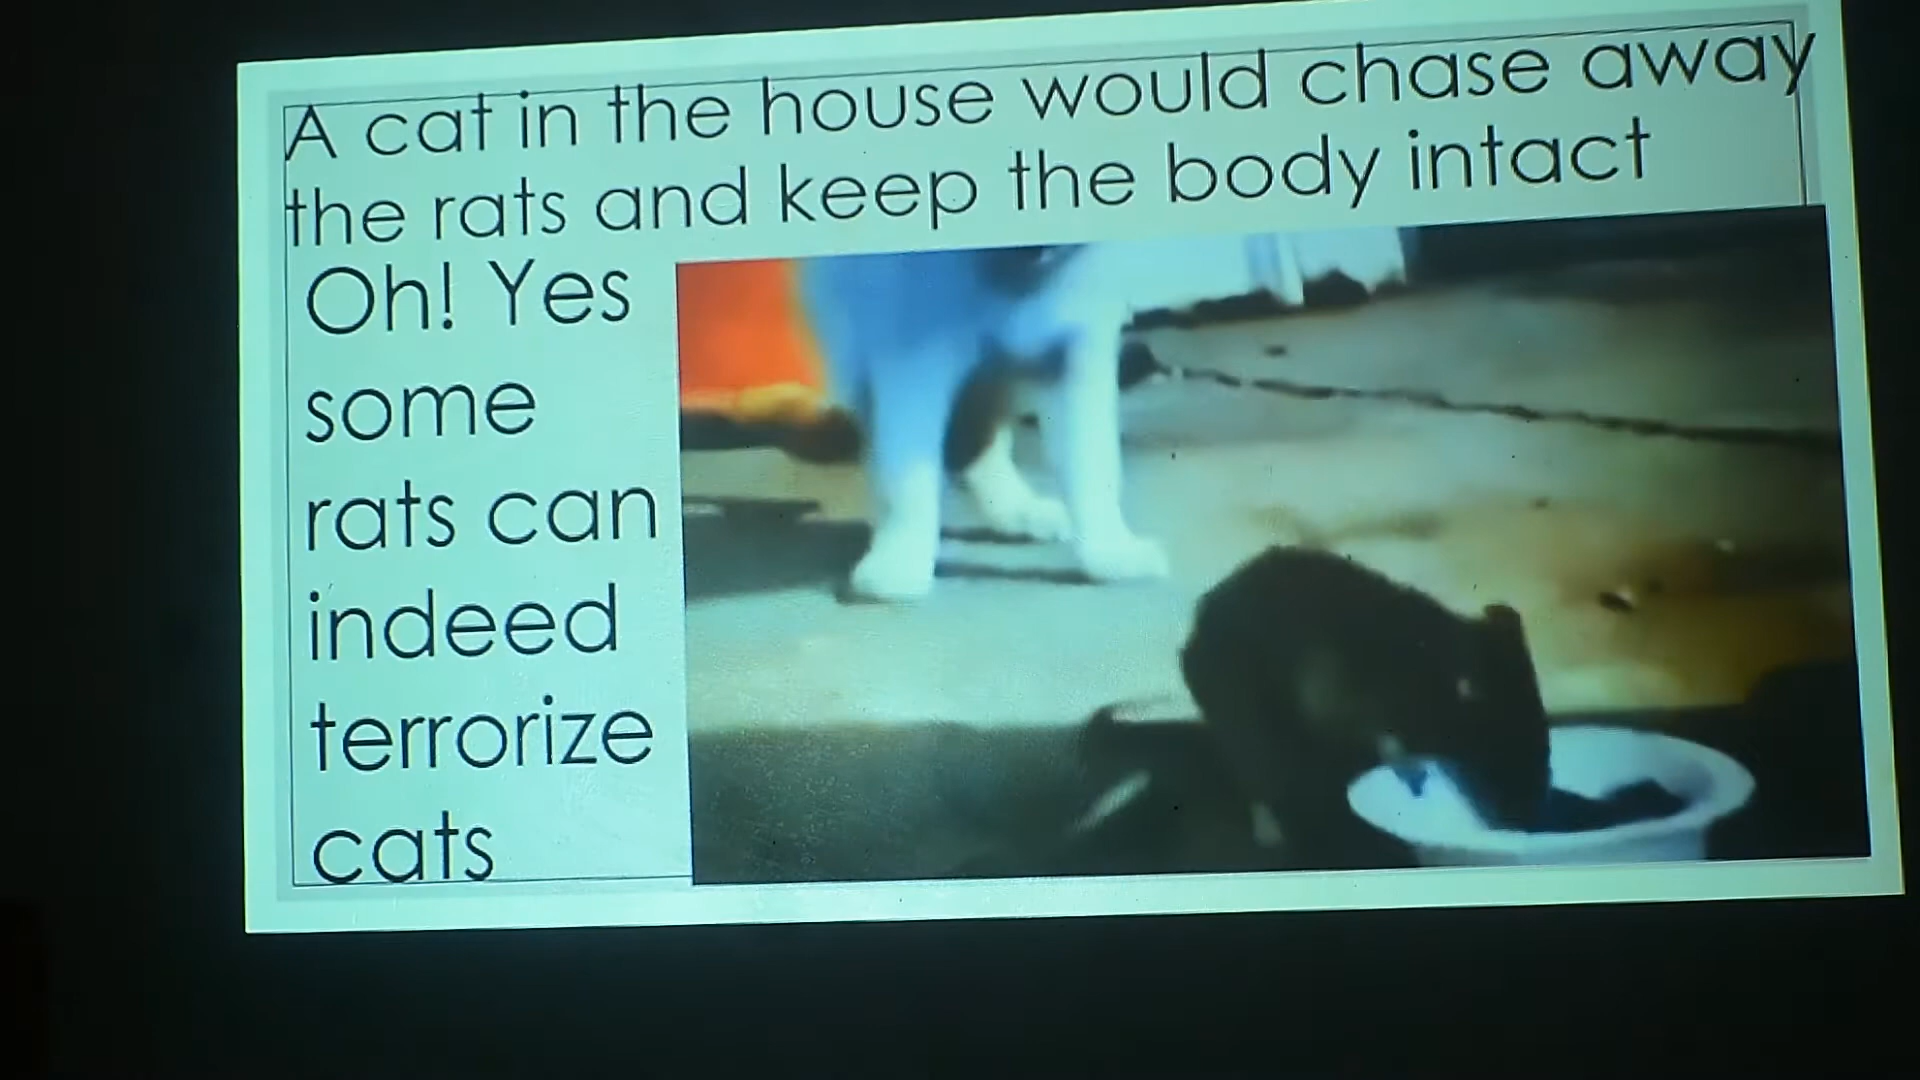 A cat in the house would chase away
the rats and keep the body intact
Oh! Yes
some
rats can
indeed
terrorize
cats